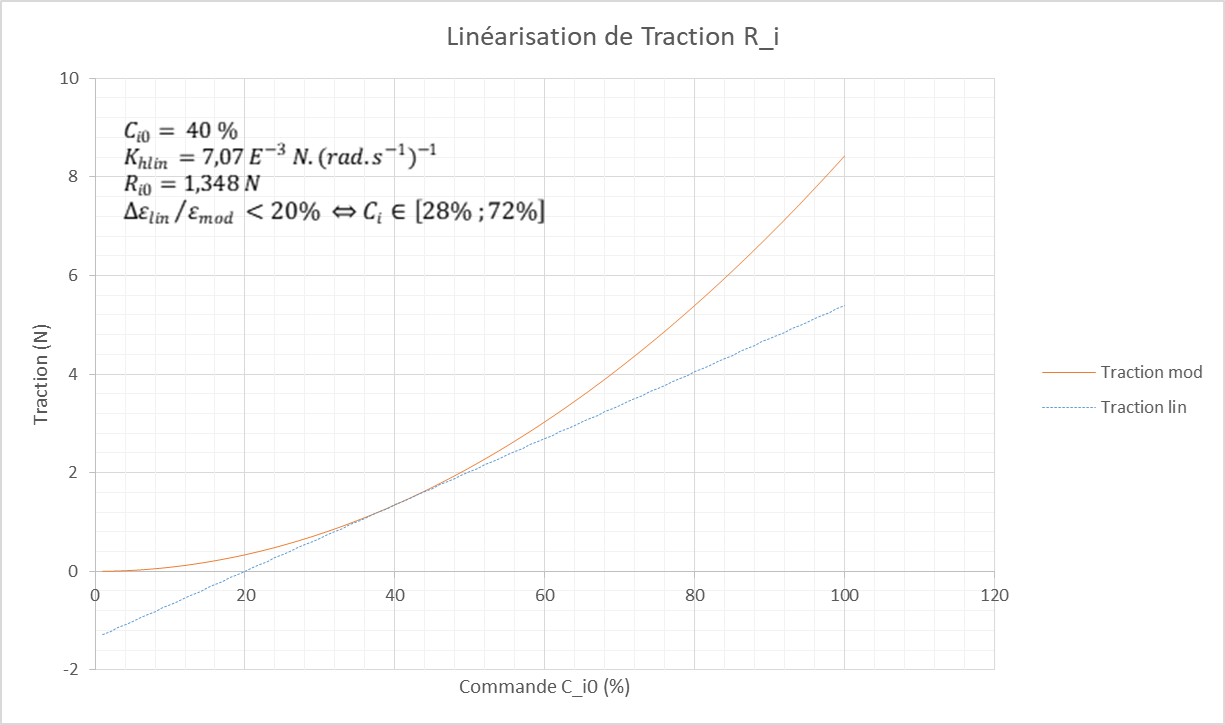 Linéarisation de Traction R_i
10
C_{i0} = 40 %
K_{hlin} = 7,07 E^{-3} N.(rad.s^{-1})^{-1}
R_{i0} = 1,348 N
Δε_{lin}/ε_{mod} < 20% ⇔ C_i ∈ [28% ; 72%]
8
6
4
2
0
-2
Traction (N)
0 20 40 60 80 100 120
Commande C_i0 (%)
Traction mod
Traction lin